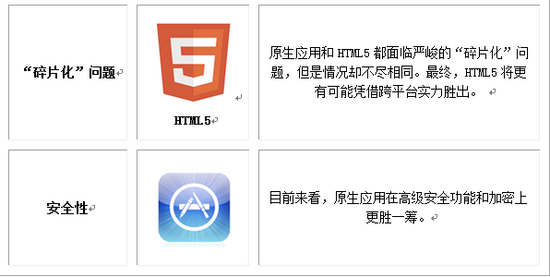 “碎片化”问题
HTML5
原生应用和 HTML5 都面临严峻的“碎片化”问
题，但是情况却不尽相同。最终，HTML5 将更
有可能凭借跨平台实力胜出。
安全性
目前来看，原生应用在高级安全功能和加密上
更胜一筹。